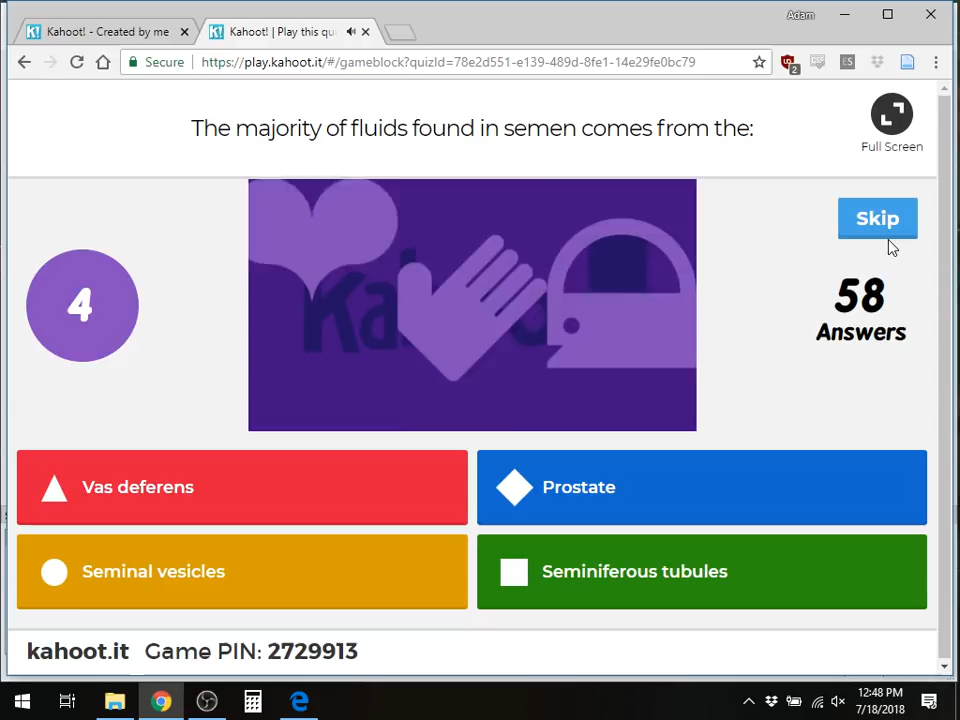 Adam
Kahoot! - Created by me
Kahoot! | Play this qu
Secure https://play.kahoot.it/#/gameblock?quizId=78e2d551-e139-489d-8fe1-14e29fe0bc79
2
ES
The majority of fluids found in semen comes from the:
Full Screen
Skip
4
58
Answers
Vas deferens
Prostate
Seminal vesicles
Seminiferous tubules
kahoot.it Game PIN: 2729913
12:48 PM
7/18/2018